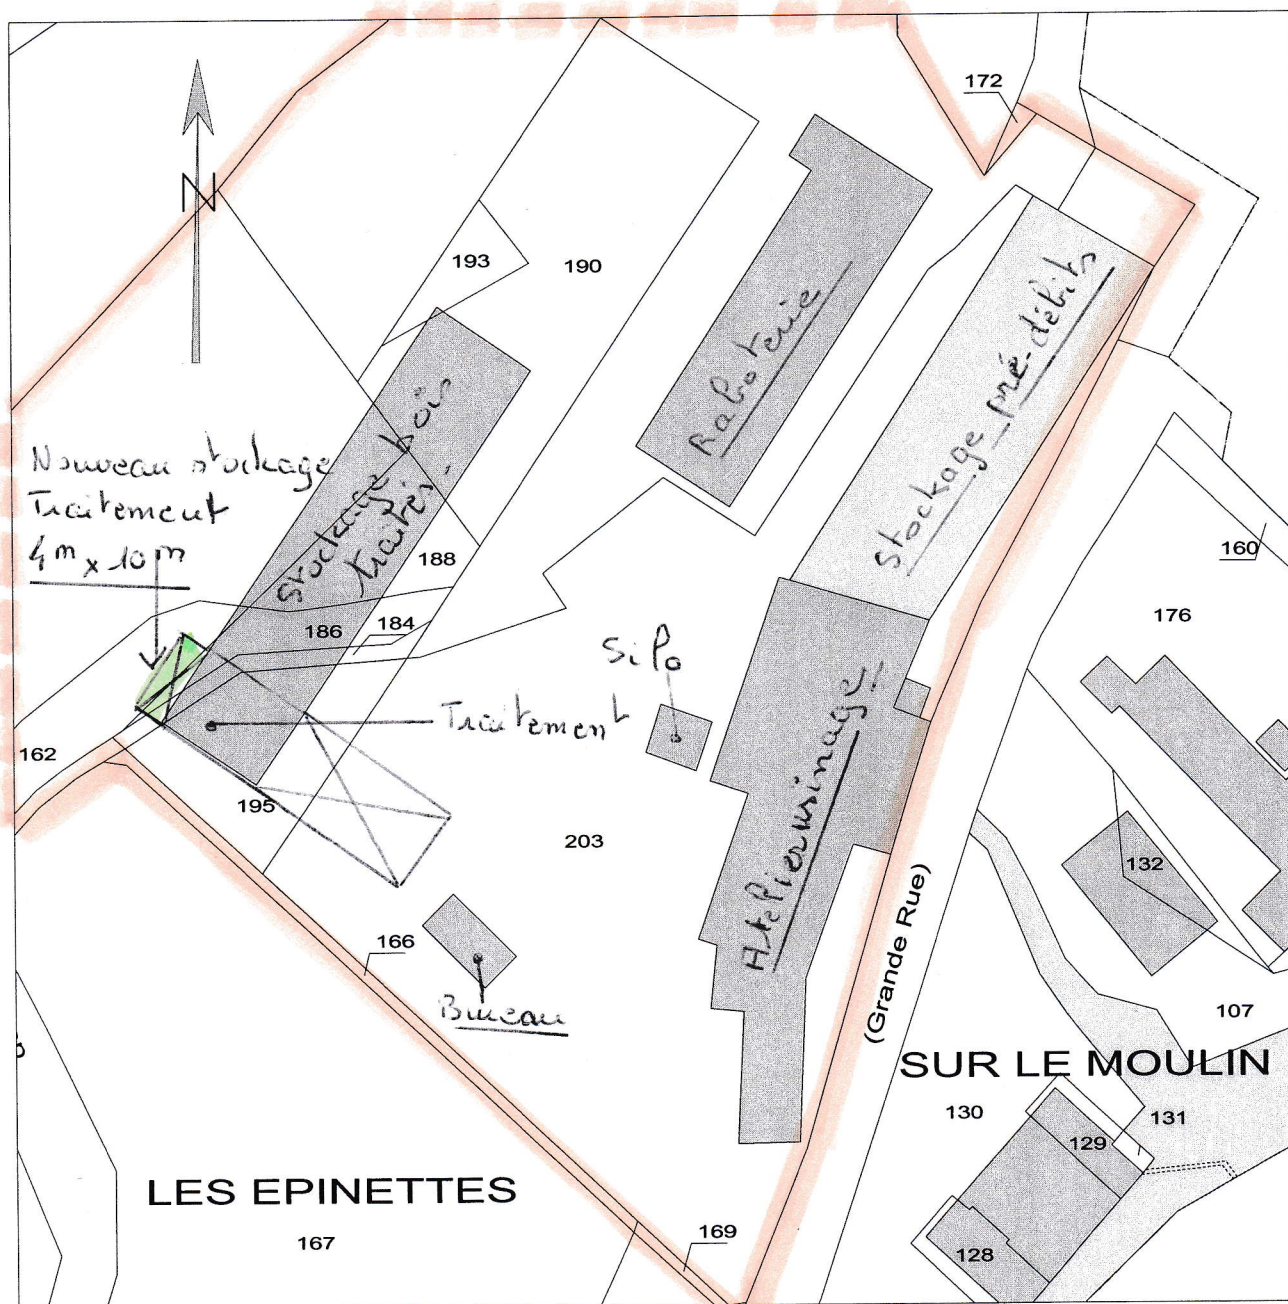 172
N
193
190
Raboterie
stockage pré-débits
Nouveau stockage
Traitement
4m x 10m
stockage bois
traités
188
160
176
186
184
Silo
Traitement
162
195
203
Atelier usinage
132
166
Bureau
(Grande Rue)
107
SUR LE MOULIN
130
131
129
LES EPINETTES
167
169
128